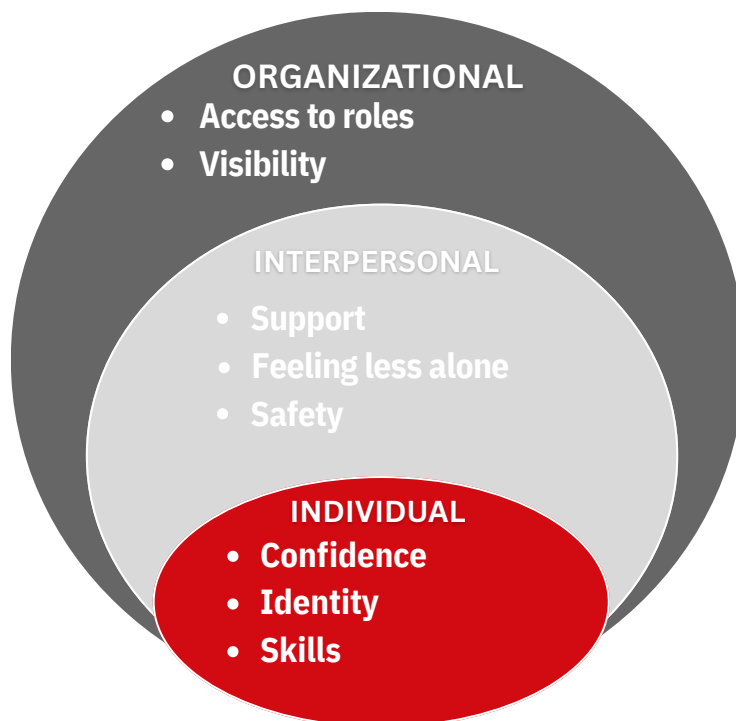 ORGANIZATIONAL
• Access to roles
• Visibility
INTERPERSONAL
• Support
• Feeling less alone
• Safety
INDIVIDUAL
• Confidence
• Identity
• Skills